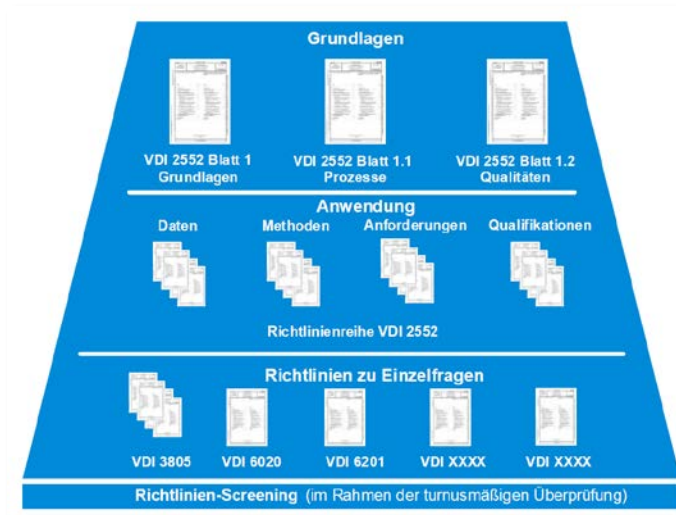 Grundlagen
VDI 2552 Blatt 1
Grundlagen
VDI 2552 Blatt 1.1
Prozesse
VDI 2552 Blatt 1.2
Qualitäten
Anwendung
Daten
Methoden
Anforderungen
Qualifikationen
Richtlinienreihe VDI 2552
Richtlinien zu Einzelfragen
VDI 3805
VDI 6020
VDI 6201
VDI XXXX
VDI XXXX
Richtlinien-Screening (im Rahmen der turnusmäßigen Überprüfung)